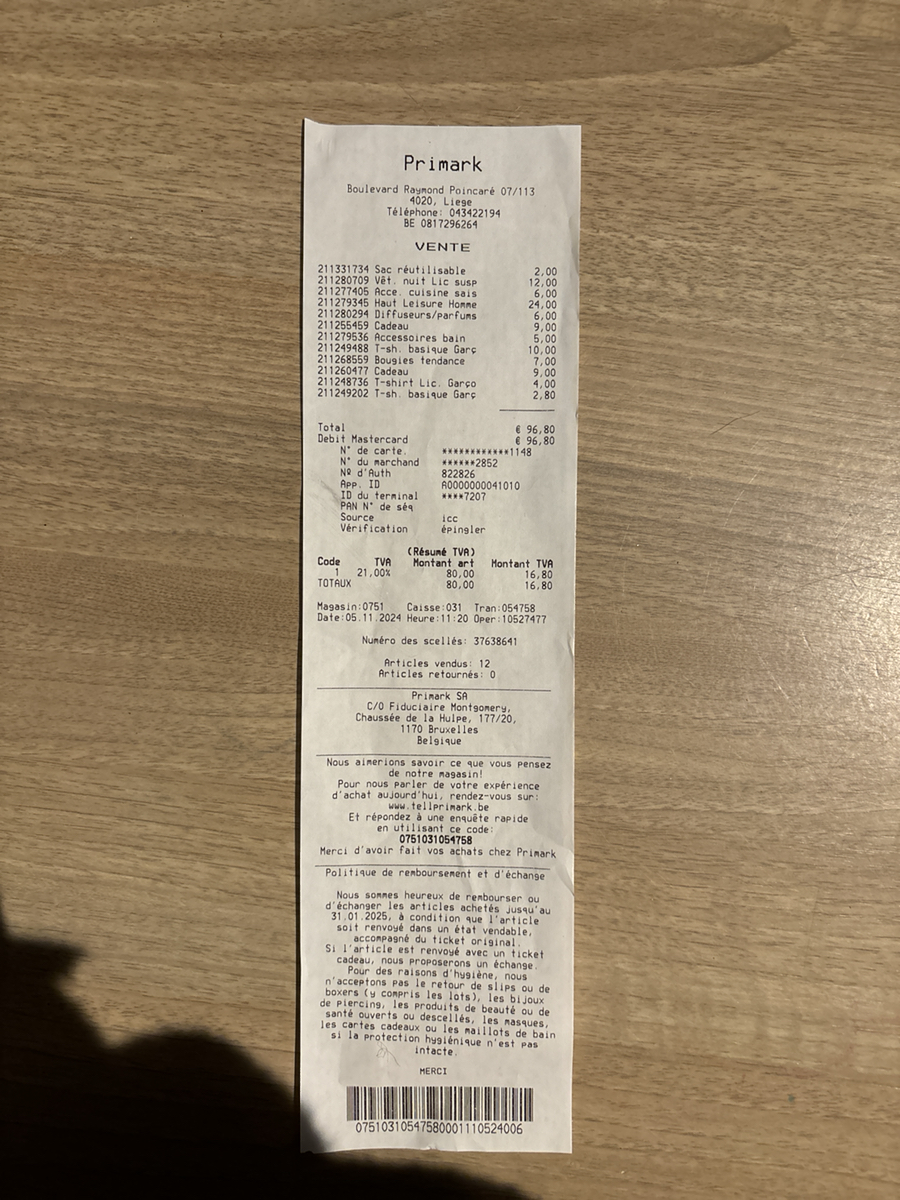 Primark
Boulevard Raymond Poincaré 07/113
4020, Liege
Téléphone: 043422194
BE 0817296264
VENTE
211331734 Sac réutilisable 2,00
211280709 Vêt. nuit Lic susp 12,00
211277405 Acce. cuisine sais 6,00
211279345 Haut Leisure Homme 24,00
211280294 Diffuseurs/parfums 6,00
211255459 Cadeau 9,00
211279536 Accessoires bain 5,00
211249488 T-sh. basique Garç 10,00
211268559 Bougies tendance 7,00
211260477 Cadeau 9,00
211248736 T-shirt Lic. Garço 4,00
211249202 T-sh. basique Garç 2,80
Total € 96,80
Debit Mastercard € 96,80
N° de carte. ************1148
N° du marchand ******2852
Nº d'Auth 822826
App. ID A0000000041010
ID du terminal ****7207
PAN N° de séq
Source icc
Vérification épingler
(Résumé TVA)
Code TVA Montant art Montant TVA
1 21,00% 80,00 16,80
TOTAUX 80,00 16,80
Magasin:0751 Caisse:031 Tran:054758
Date:05.11.2024 Heure:11:20 Oper:10527477
Numéro des scellés: 37638641
Articles vendus: 12
Articles retournés: 0
Primark SA
C/O Fiduciaire Montgomery,
Chaussée de la Hulpe, 177/20,
1170 Bruxelles
Belgique
Nous aimerions savoir ce que vous pensez
de notre magasin!
Pour nous parler de votre expérience
d'achat aujourd'hui, rendez-vous sur:
www.tellprimark.be
Et répondez à une enquête rapide
en utilisant ce code:
0751031054758
Merci d'avoir fait vos achats chez Primark
Politique de remboursement et d'échange
Nous sommes heureux de rembourser ou
d'échanger les articles achetés jusqu'au
31.01.2025, à condition que l'article
soit renvoyé dans un état vendable,
accompagné du ticket original.
Si l'article est renvoyé avec un ticket
cadeau, nous proposerons un échange.
Pour des raisons d'hygiène, nous
n'acceptons pas le retour de slips ou de
boxers (y compris les lots), les bijoux
de piercing, les produits de beauté ou de
santé ouverts ou descellés, les masques,
les cartes cadeaux ou les maillots de bain
si la protection hygiénique n'est pas
intacte.
MERCI
07510310547580001110524006